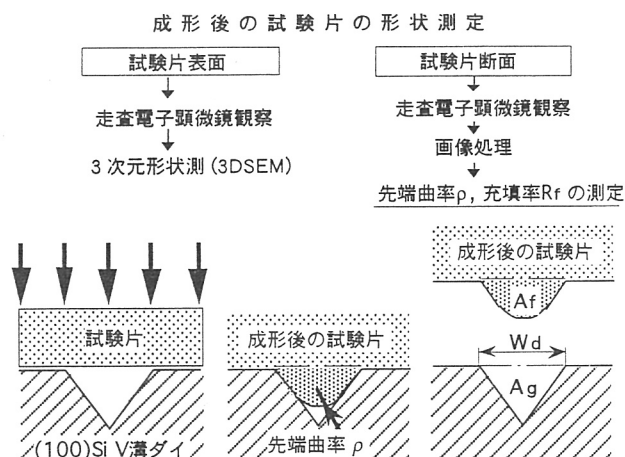 成形後の試験片の形状測定
試験片表面
走査電子顕微鏡観察
3次元形状測(3DSEM)
試験片断面
走査電子顕微鏡観察
画像処理
先端曲率ρ, 充填率Rfの測定
試験片
(100)Si V溝ダイ
成形後の試験片
先端曲率 ρ
成形後の試験片
Af
Wd
Ag